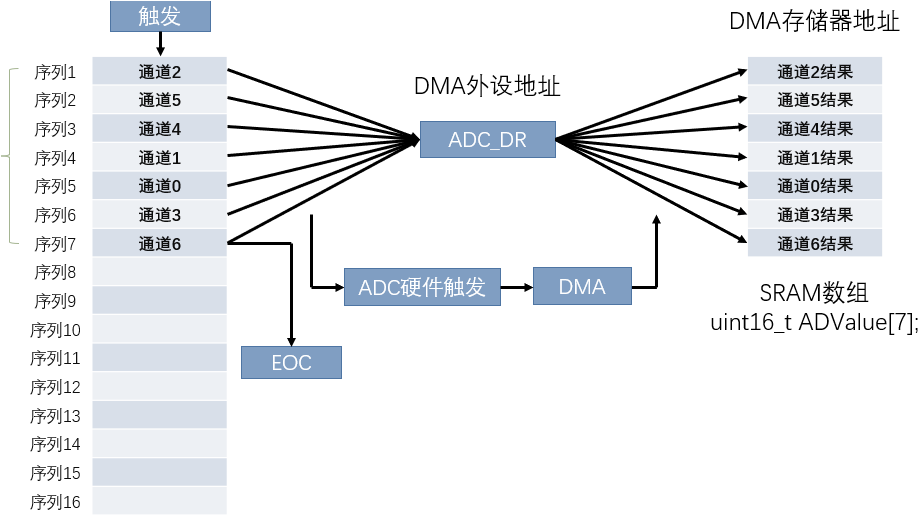 触发
DMA存储器地址
序列1 通道2 通道2结果
DMA外设地址
序列2 通道5 通道5结果
序列3 通道4 通道4结果
ADC_DR
序列4 通道1 通道1结果
序列5 通道0 通道0结果
序列6 通道3 通道3结果
序列7 通道6 通道6结果
序列8
ADC硬件触发 DMA
SRAM数组
序列9
uint16_t ADValue[7];
序列10
序列11
EOC
序列12
序列13
序列14
序列15
序列16